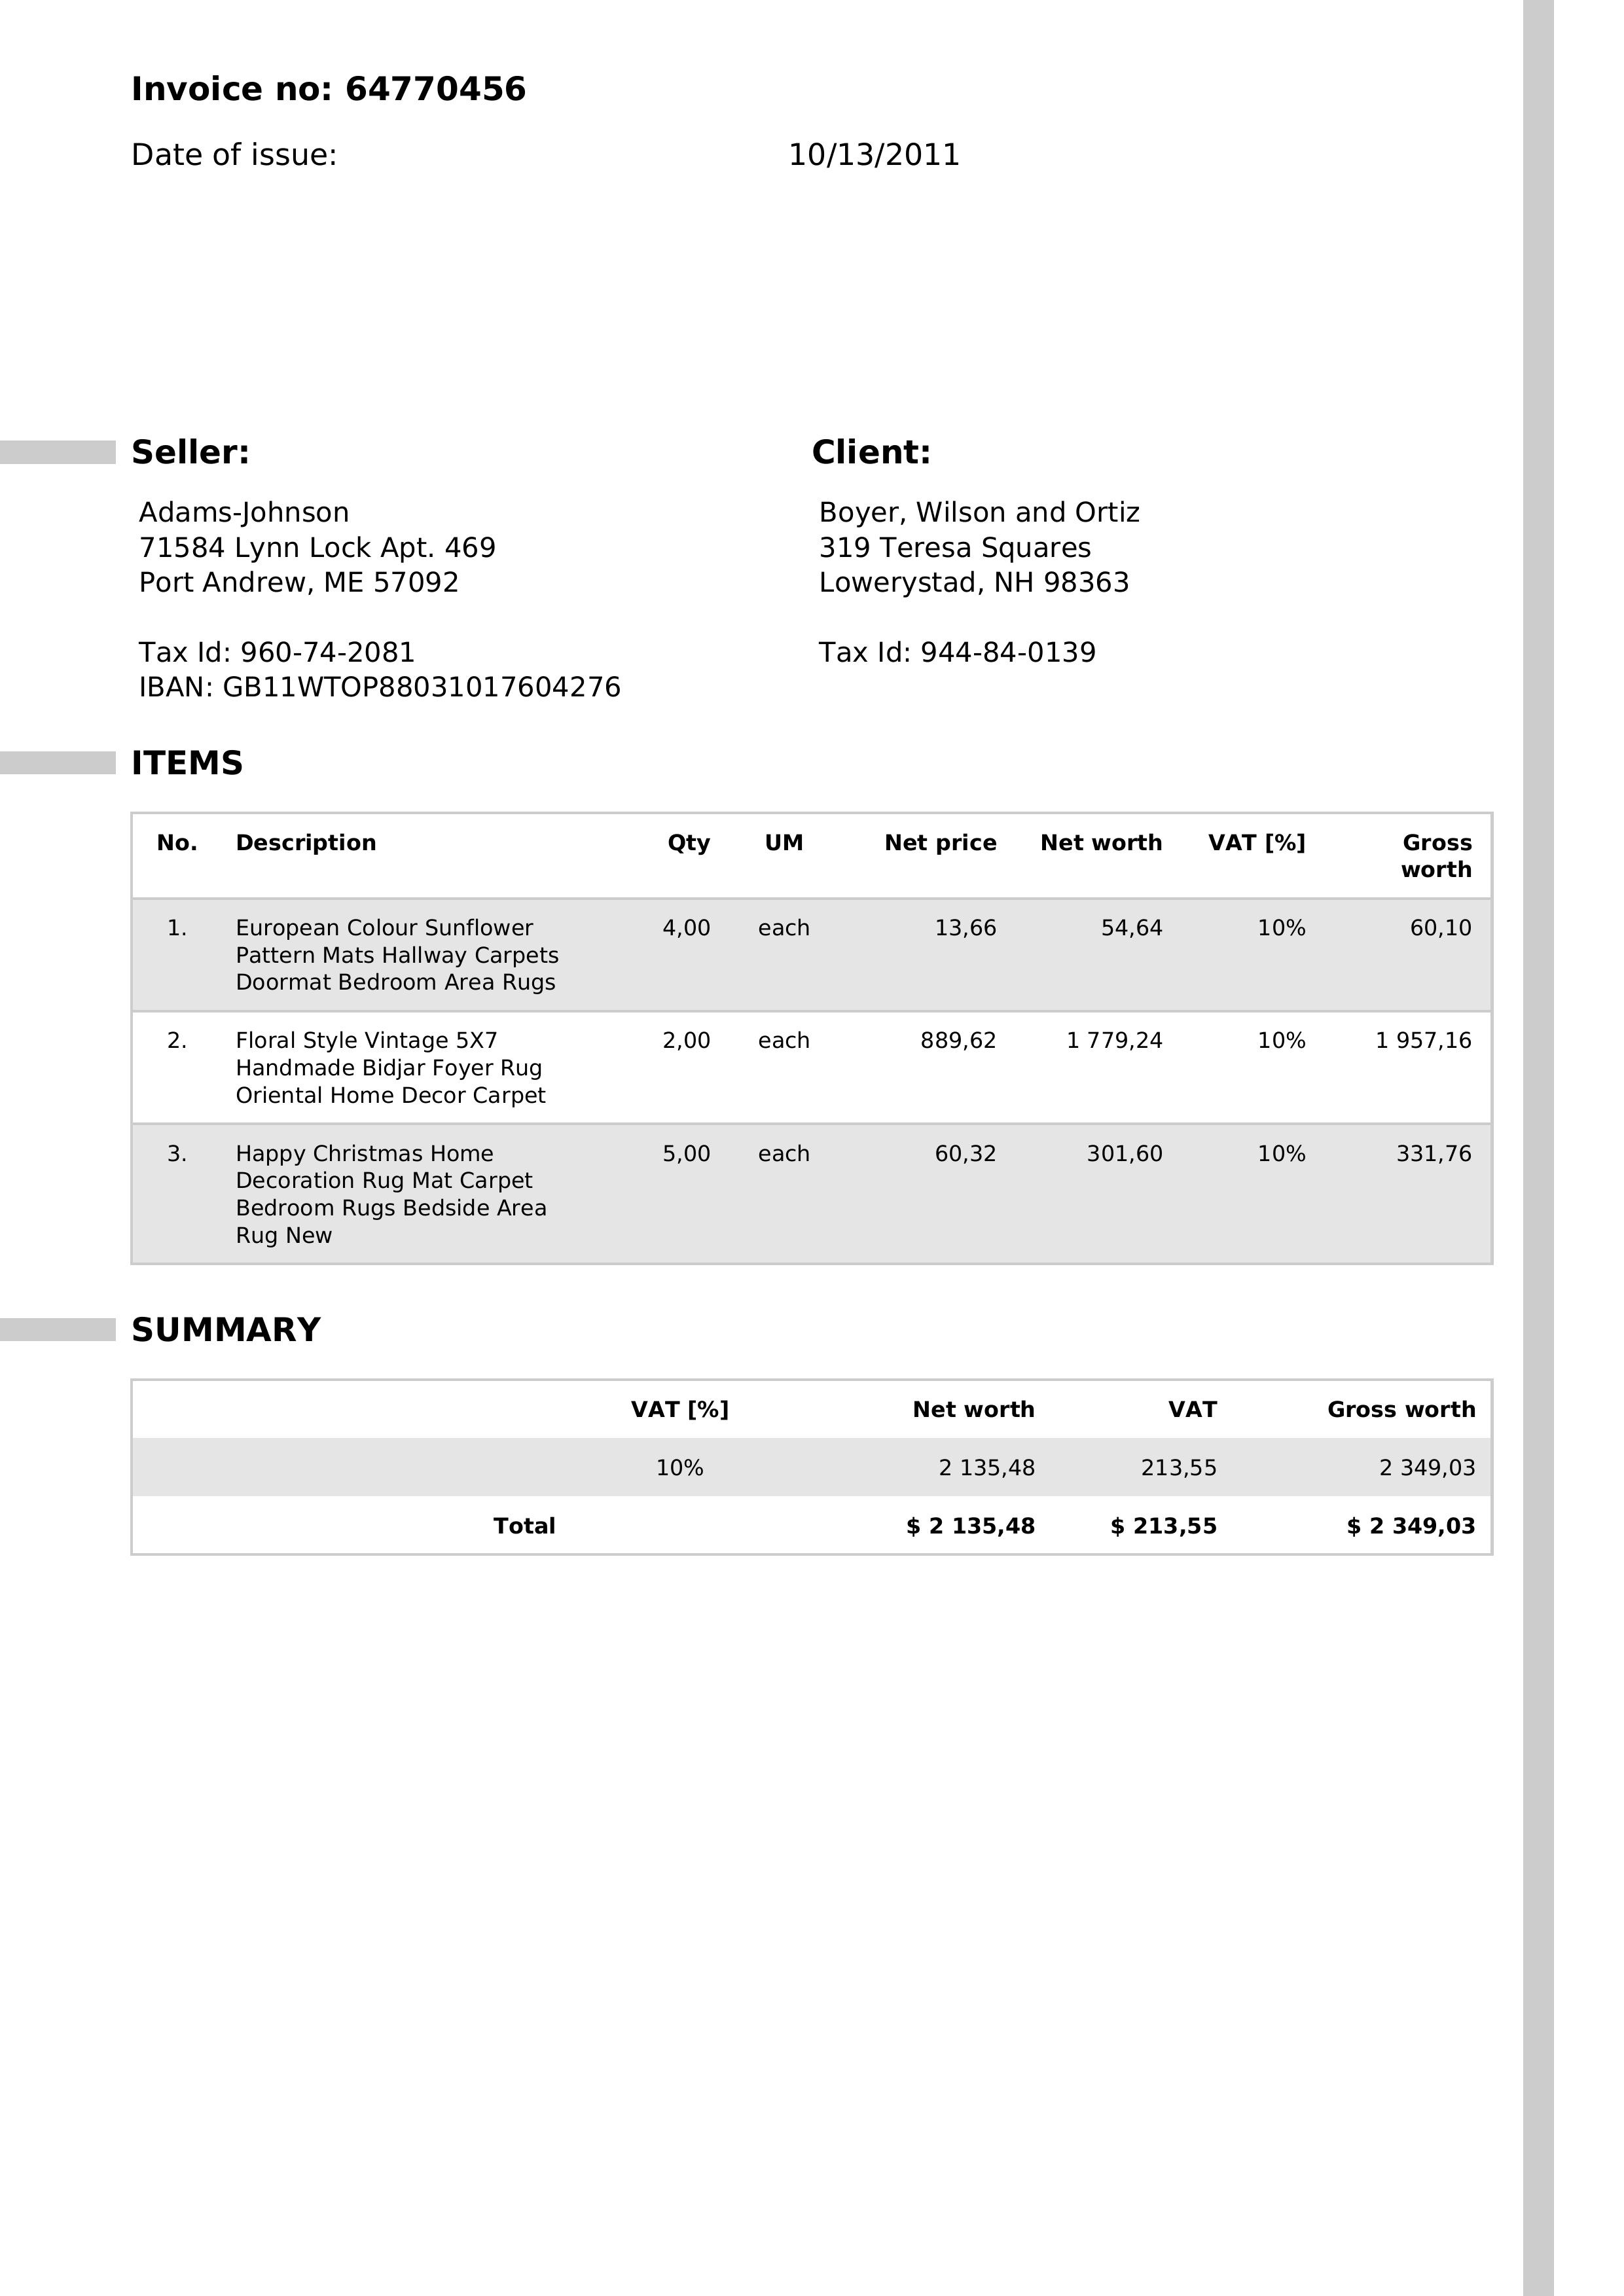 Invoice no: 64770456
Date of issue: 10/13/2011
Seller:
Adams-Johnson
71584 Lynn Lock Apt. 469
Port Andrew, ME 57092
Tax Id: 960-74-2081
IBAN: GB11WTOP88031017604276
Client:
Boyer, Wilson and Ortiz
319 Teresa Squares
Lowerystad, NH 98363
Tax Id: 944-84-0139
ITEMS
No. Description Qty UM Net price Net worth VAT [%] Gross
worth
1. European Colour Sunflower 4,00 each 13,66 54,64 10% 60,10
Pattern Mats Hallway Carpets
Doormat Bedroom Area Rugs
2. Floral Style Vintage 5X7 2,00 each 889,62 1 779,24 10% 1 957,16
Handmade Bidjar Foyer Rug
Oriental Home Decor Carpet
3. Happy Christmas Home 5,00 each 60,32 301,60 10% 331,76
Decoration Rug Mat Carpet
Bedroom Rugs Bedside Area
Rug New
SUMMARY
VAT [%] Net worth VAT Gross worth
10% 2 135,48 213,55 2 349,03
Total $ 2 135,48 $ 213,55 $ 2 349,03